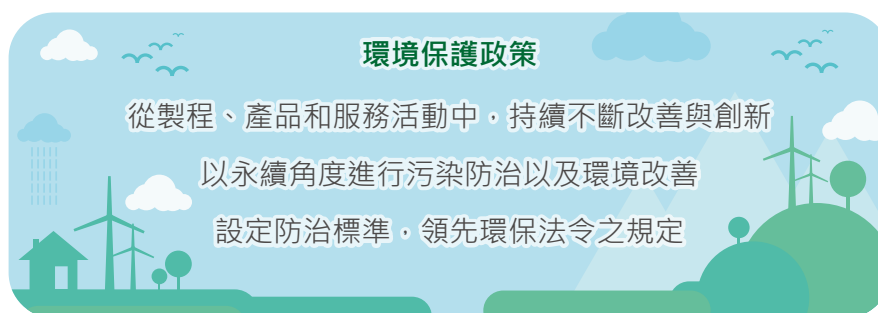 環境保護政策
從製程、產品和服務活動中，持續不斷改善與創新
以永續角度進行污染防治以及環境改善
設定防治標準，領先環保法令之規定